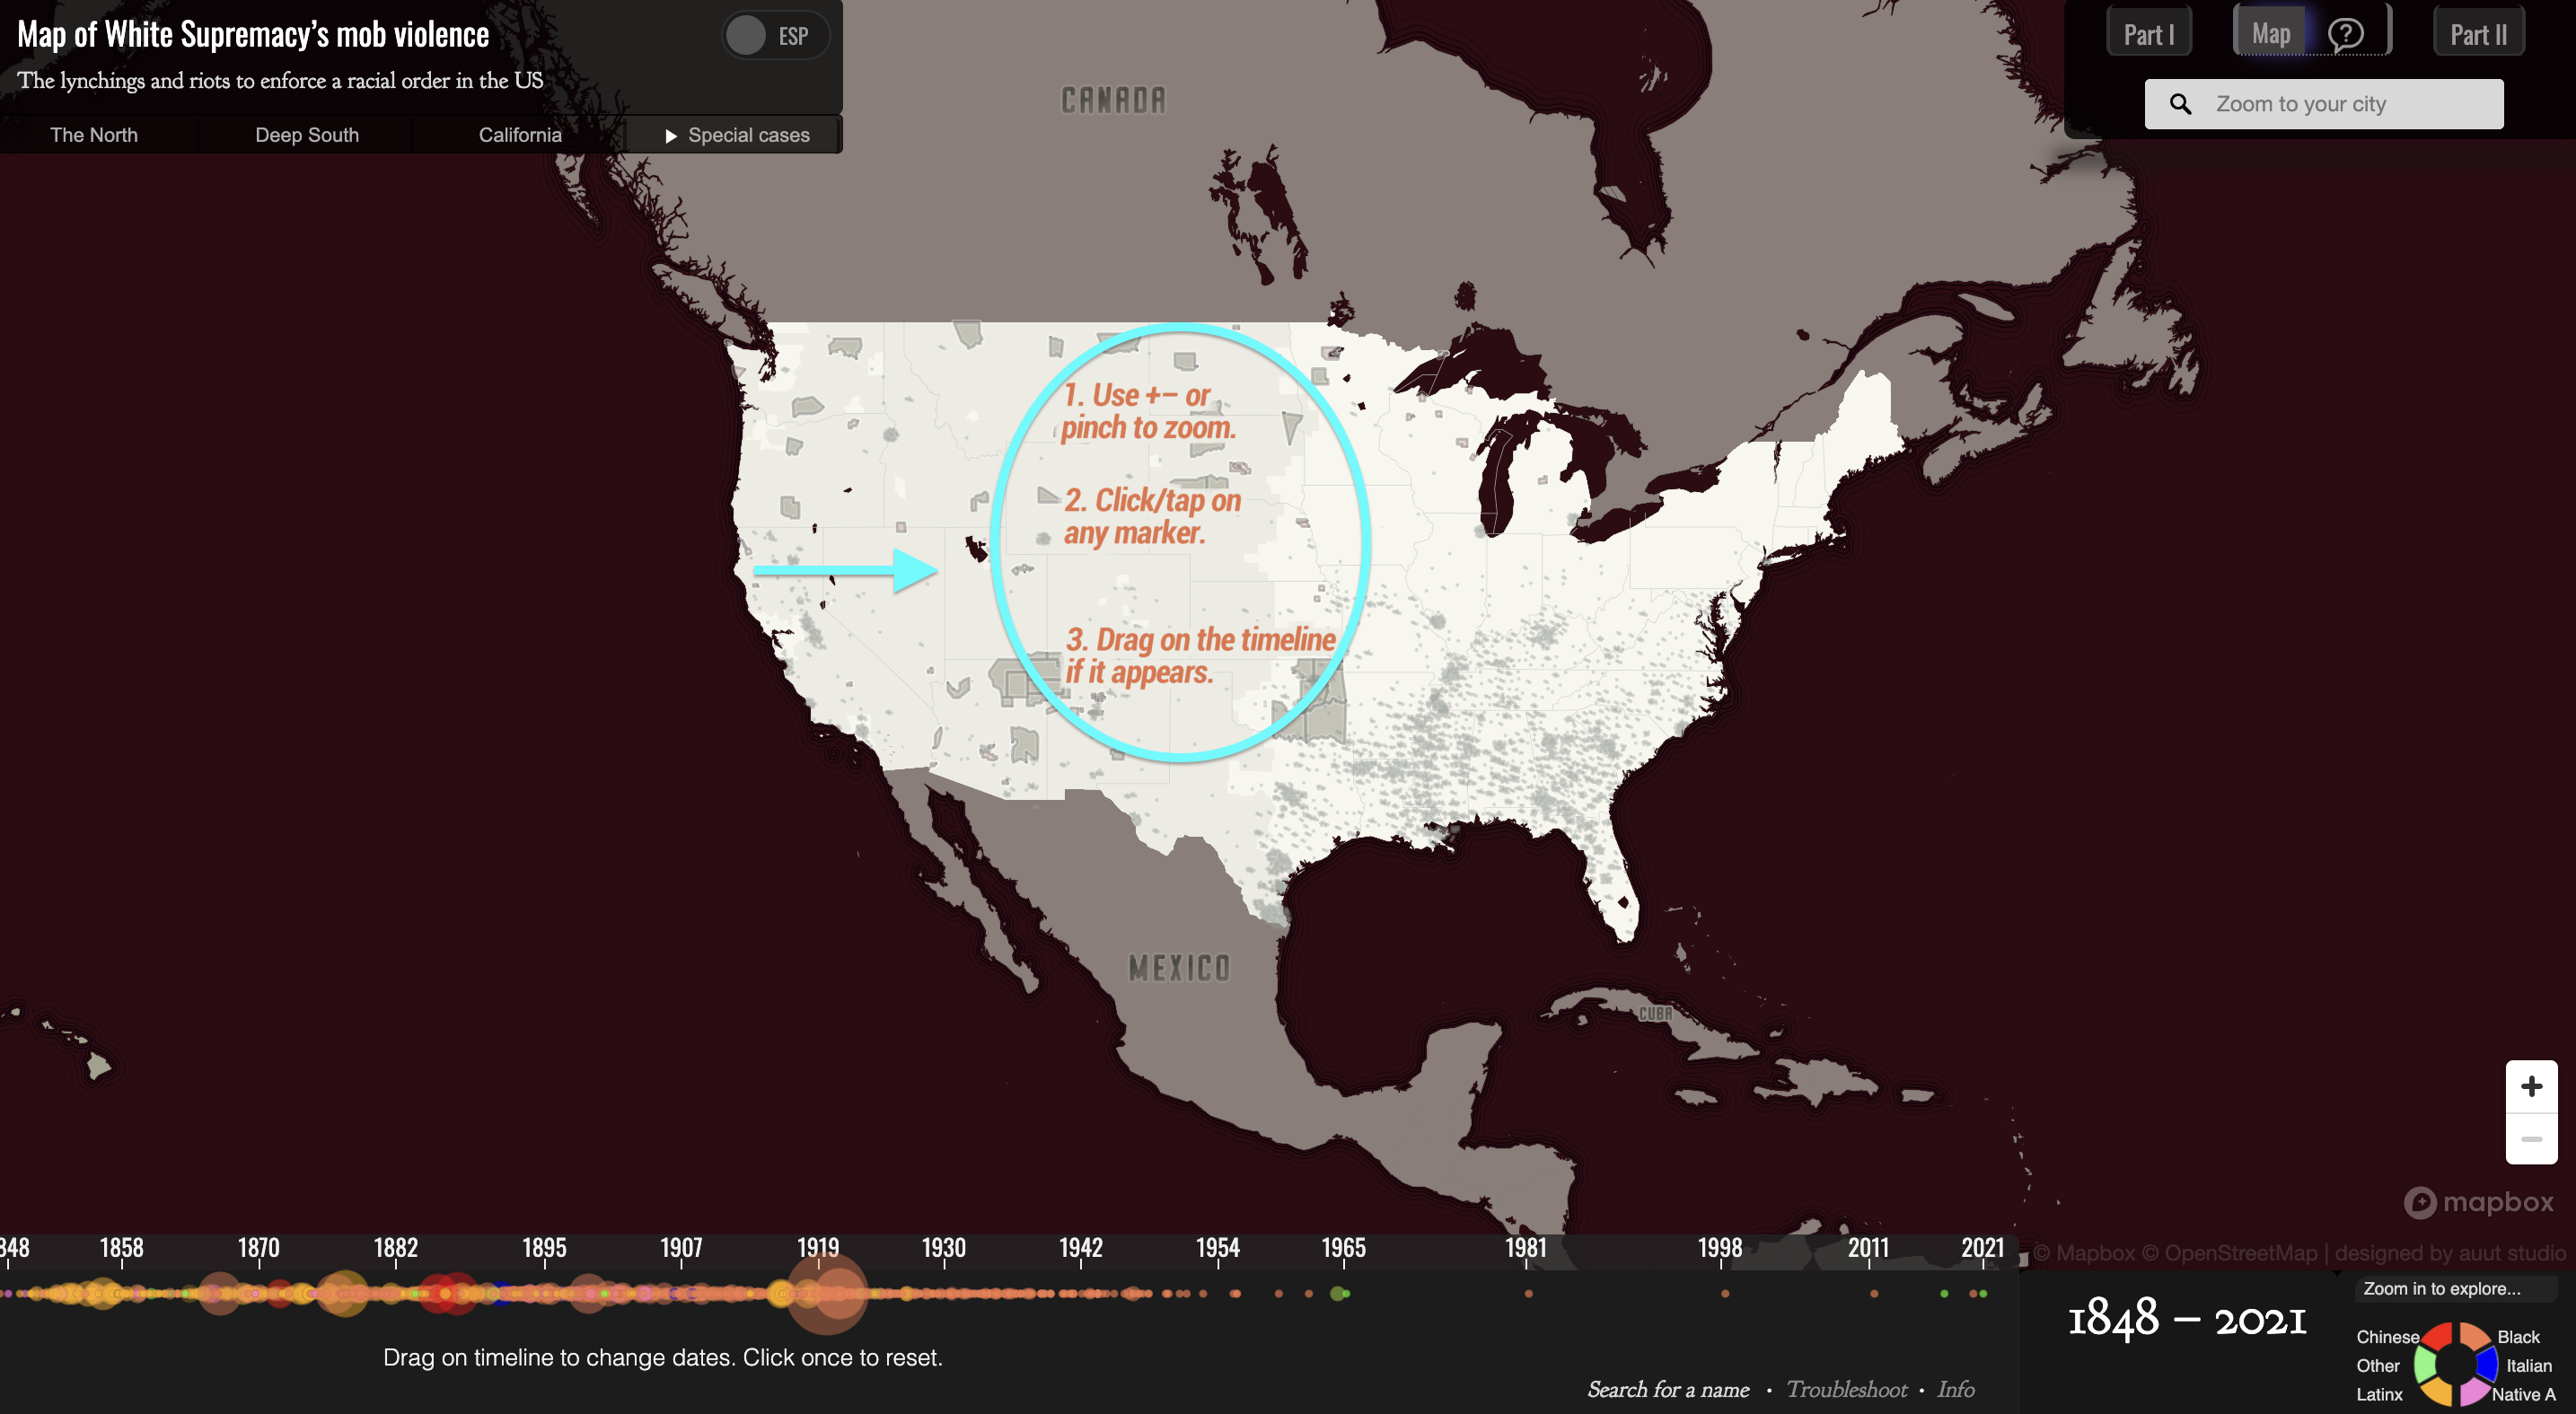 Map of White Supremacy's mob violence
ESP
The lynchings and riots to enforce a racial order in the US
The North
Deep South
California
Special cases
Part I
Map
?
Part II
Zoom to your city
CANADA
1. Use +– or
pinch to zoom.
2. Click/tap on
any marker.
3. Drag on the timeline
if it appears.
MEXICO
CUBA
+
−
mapbox
© Mapbox © OpenStreetMap | designed by auut studio
848
1858
1870
1882
1895
1907
1919
1930
1942
1954
1965
1981
1998
2011
2021
Drag on timeline to change dates. Click once to reset.
Search for a name • Troubleshoot • Info
1848 – 2021
Zoom in to explore...
Chinese
Black
Other
Italian
Latinx
Native A